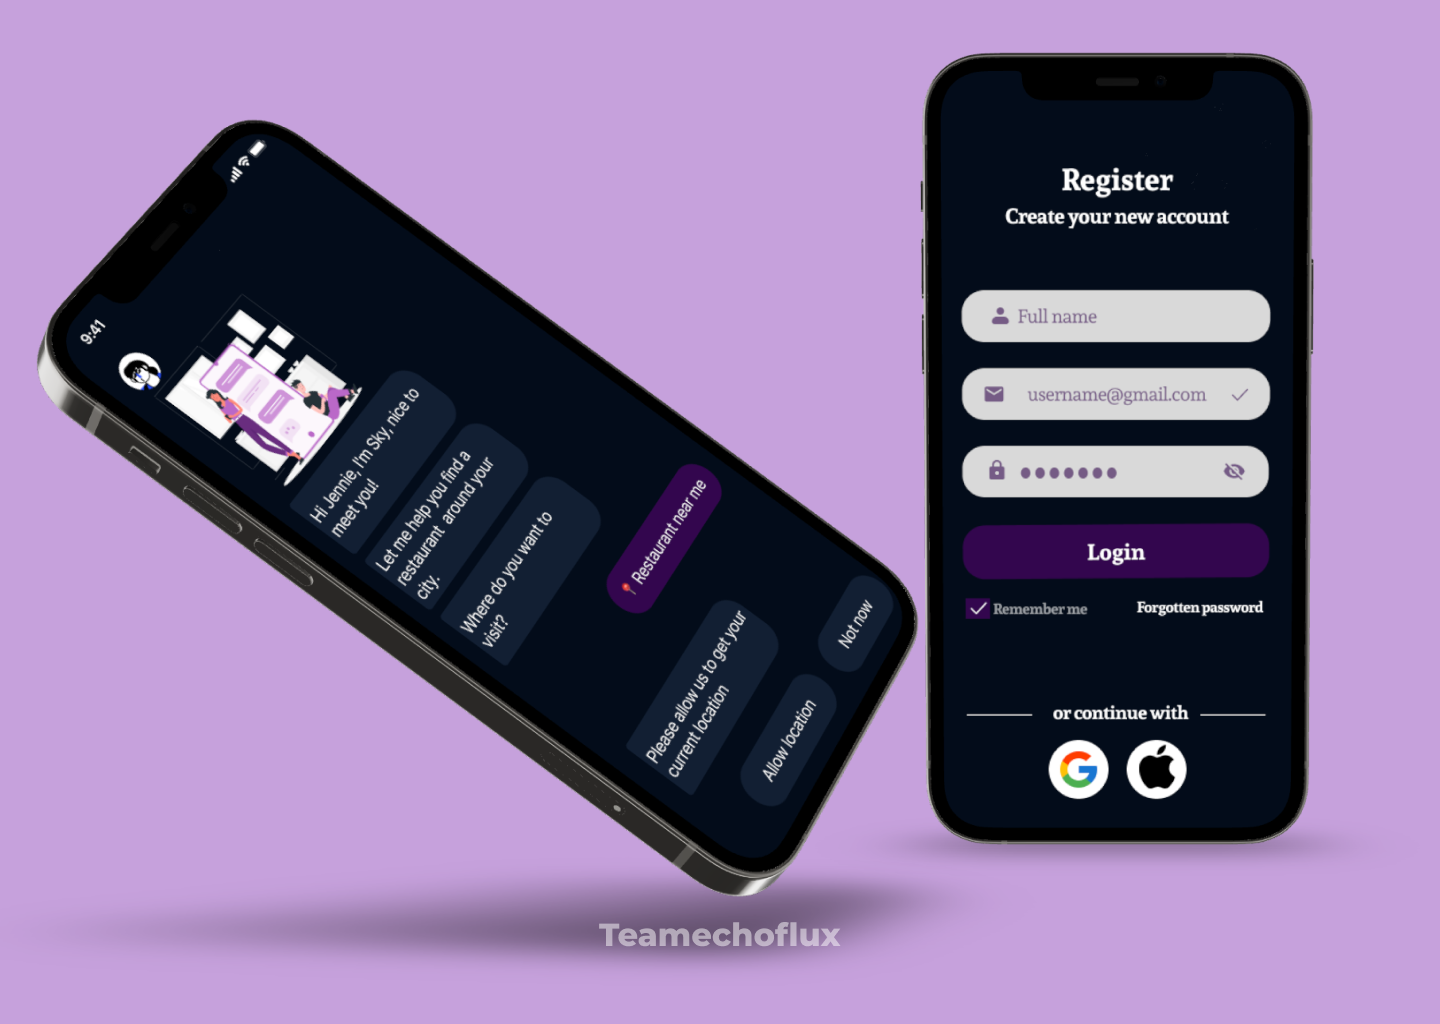 9:41
Hi Jennie, I'm Sky, nice to
meet you!
Let me help you find a
restaurant around your
city.
Where do you want to
visit?
📍 Restaurant near me
Please allow us to get your
current location
Allow location
Not now
Register
Create your new account
Full name
username@gmail.com
Login
Remember me
Forgotten password
or continue with
Teamechoflux